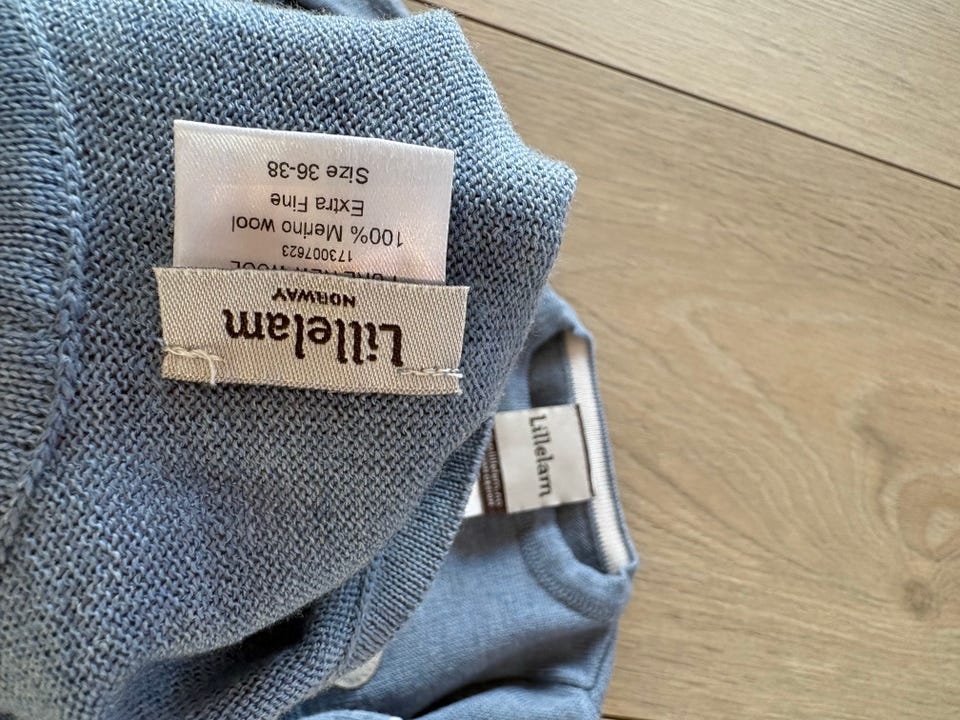 Lillelam
NORWAY
173007623
100% Merino wool
Extra Fine
Size 36-38
Lillelam